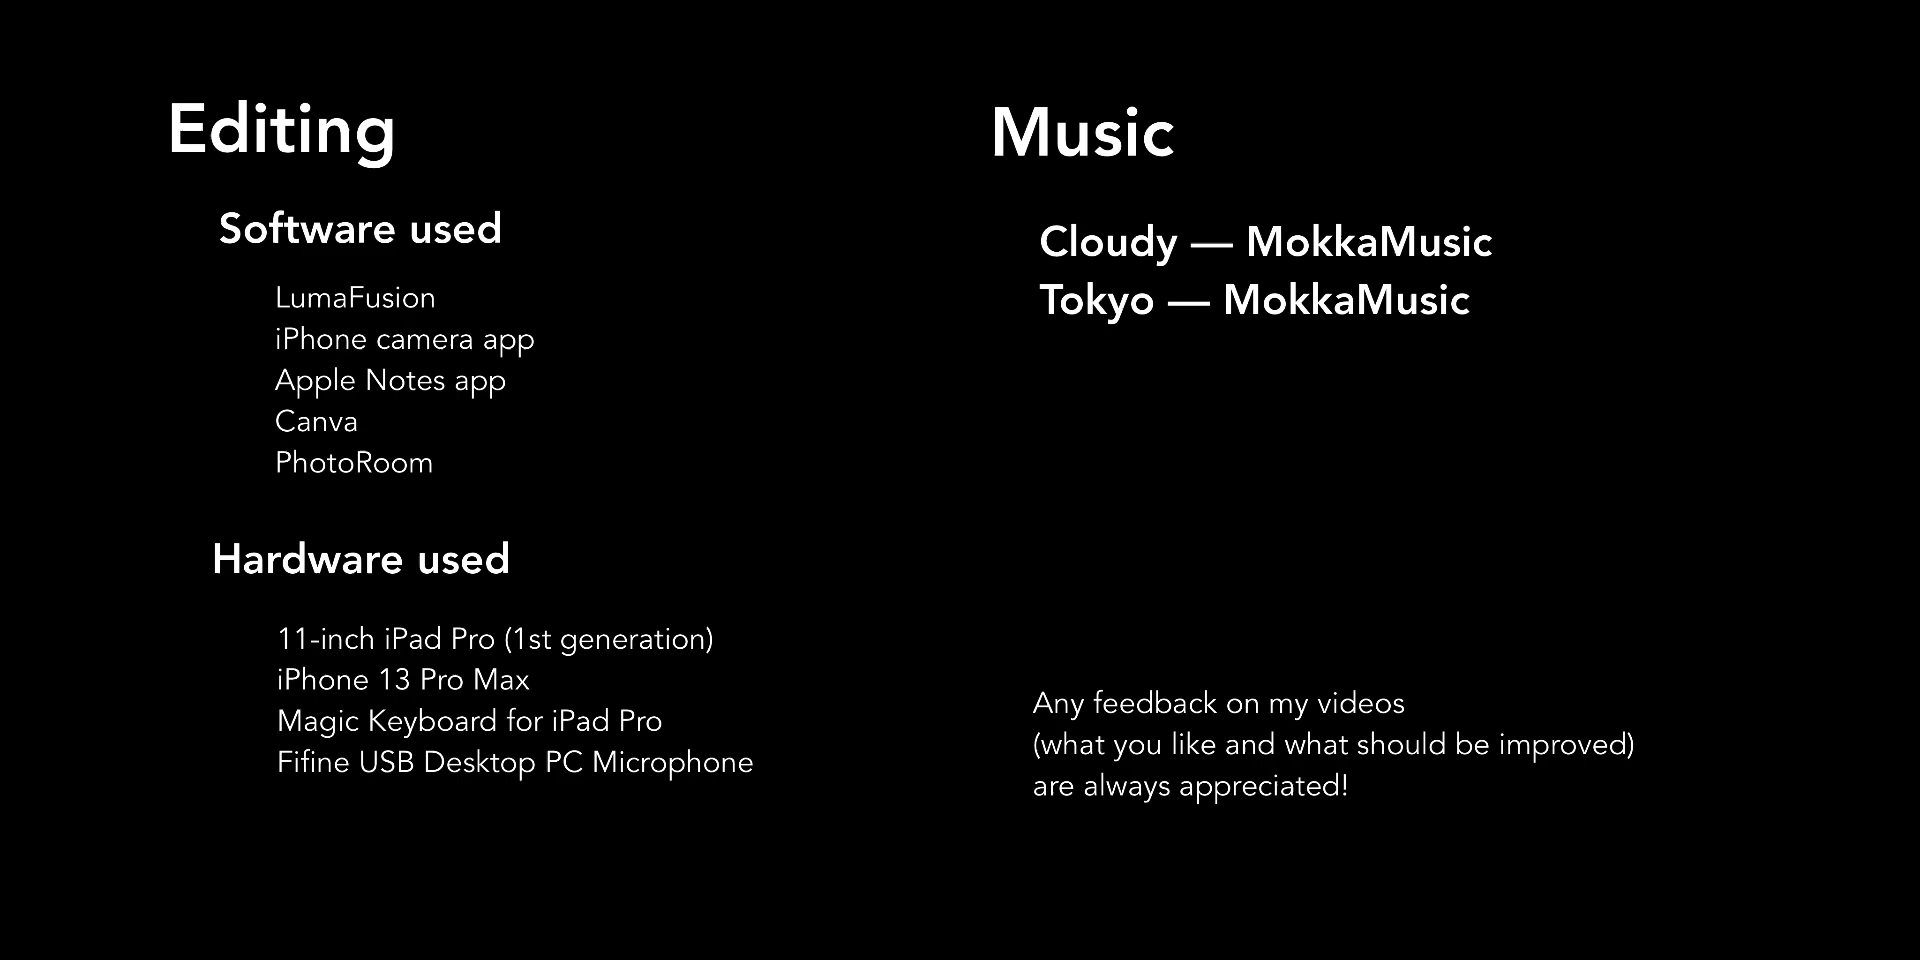 Editing
Software used
LumaFusion
iPhone camera app
Apple Notes app
Canva
PhotoRoom
Hardware used
11-inch iPad Pro (1st generation)
iPhone 13 Pro Max
Magic Keyboard for iPad Pro
Fifine USB Desktop PC Microphone
Music
Cloudy — MokkaMusic
Tokyo — MokkaMusic
Any feedback on my videos
(what you like and what should be improved)
are always appreciated!